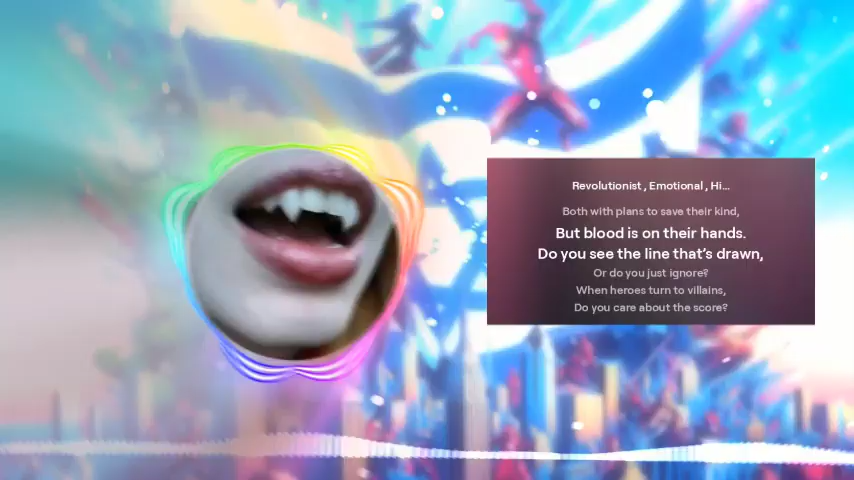 Revolutionist , Emotional , Hi...
Both with plans to save their kind,
But blood is on their hands.
Do you see the line that’s drawn,
Or do you just ignore?
When heroes turn to villains,
Do you care about the score?